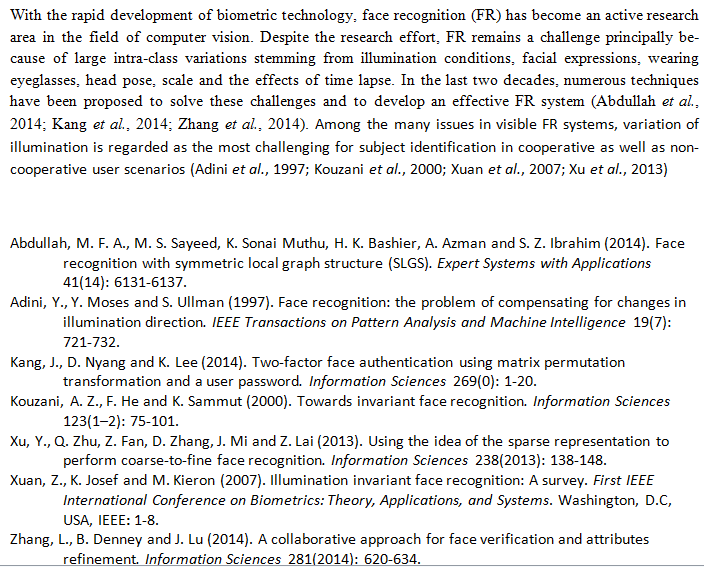 With the rapid development of biometric technology, face recognition (FR) has become an active research
area in the field of computer vision. Despite the research effort, FR remains a challenge principally be-
cause of large intra-class variations stemming from illumination conditions, facial expressions, wearing
eyeglasses, head pose, scale and the effects of time lapse. In the last two decades, numerous techniques
have been proposed to solve these challenges and to develop an effective FR system (Abdullah et al.,
2014; Kang et al., 2014; Zhang et al., 2014). Among the many issues in visible FR systems, variation of
illumination is regarded as the most challenging for subject identification in cooperative as well as non-
cooperative user scenarios (Adini et al., 1997; Kouzani et al., 2000; Xuan et al., 2007; Xu et al., 2013)
Abdullah, M. F. A., M. S. Sayeed, K. Sonai Muthu, H. K. Bashier, A. Azman and S. Z. Ibrahim (2014). Face
recognition with symmetric local graph structure (SLGS). Expert Systems with Applications
41(14): 6131-6137.
Adini, Y., Y. Moses and S. Ullman (1997). Face recognition: the problem of compensating for changes in
illumination direction. IEEE Transactions on Pattern Analysis and Machine Intelligence 19(7):
721-732.
Kang, J., D. Nyang and K. Lee (2014). Two-factor face authentication using matrix permutation
transformation and a user password. Information Sciences 269(0): 1-20.
Kouzani, A. Z., F. He and K. Sammut (2000). Towards invariant face recognition. Information Sciences
123(1–2): 75-101.
Xu, Y., Q. Zhu, Z. Fan, D. Zhang, J. Mi and Z. Lai (2013). Using the idea of the sparse representation to
perform coarse-to-fine face recognition. Information Sciences 238(2013): 138-148.
Xuan, Z., K. Josef and M. Kieron (2007). Illumination invariant face recognition: A survey. First IEEE
International Conference on Biometrics: Theory, Applications, and Systems. Washington, D.C,
USA, IEEE: 1-8.
Zhang, L., B. Denney and J. Lu (2014). A collaborative approach for face verification and attributes
refinement. Information Sciences 281(2014): 620-634.